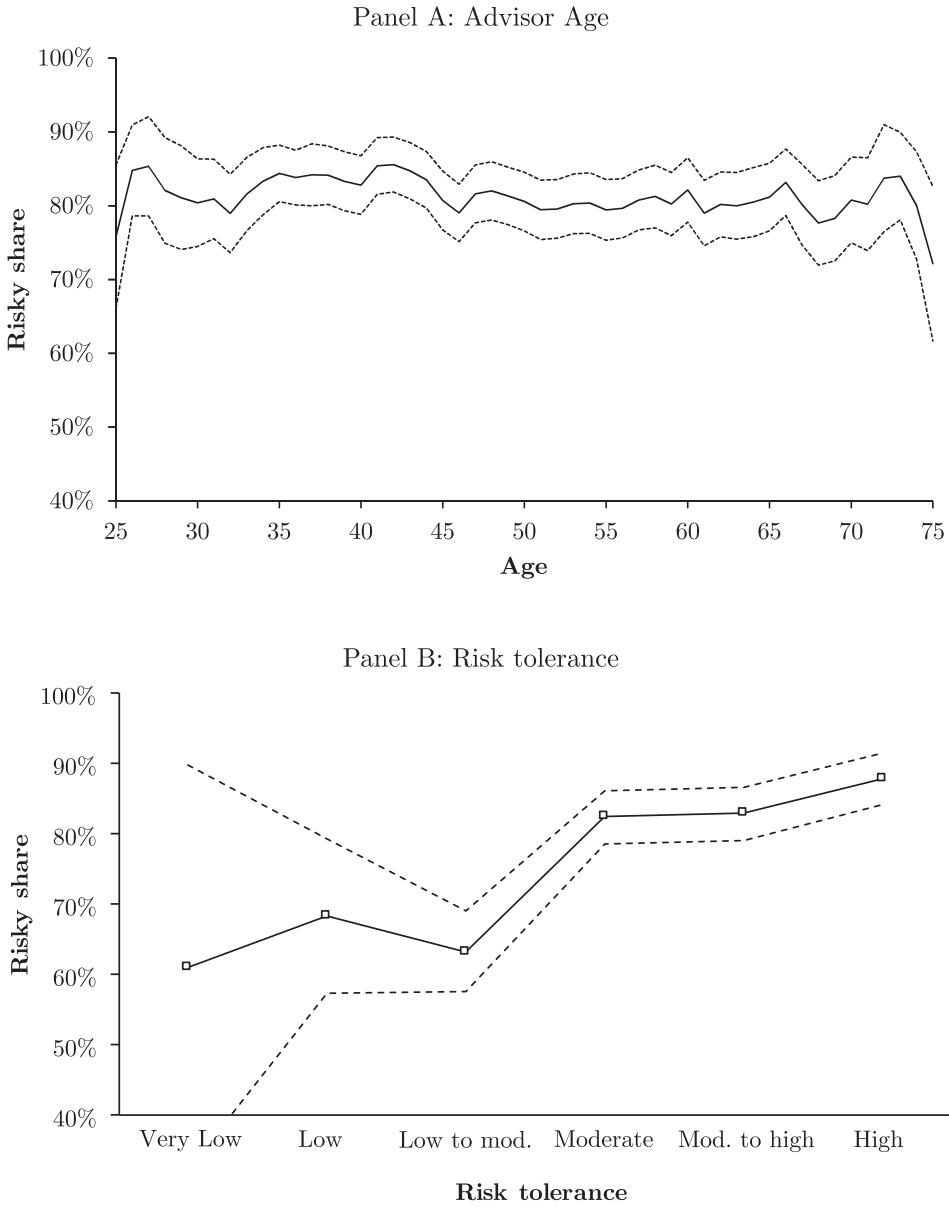 Panel A: Advisor Age
100%
90%
80%
70%
60%
50%
40%
Risky share
25 30 35 40 45 50 55 60 65 70 75
Age
Panel B: Risk tolerance
100%
90%
80%
70%
60%
50%
40%
Risky share
Very Low Low Low to mod. Moderate Mod. to high High
Risk tolerance